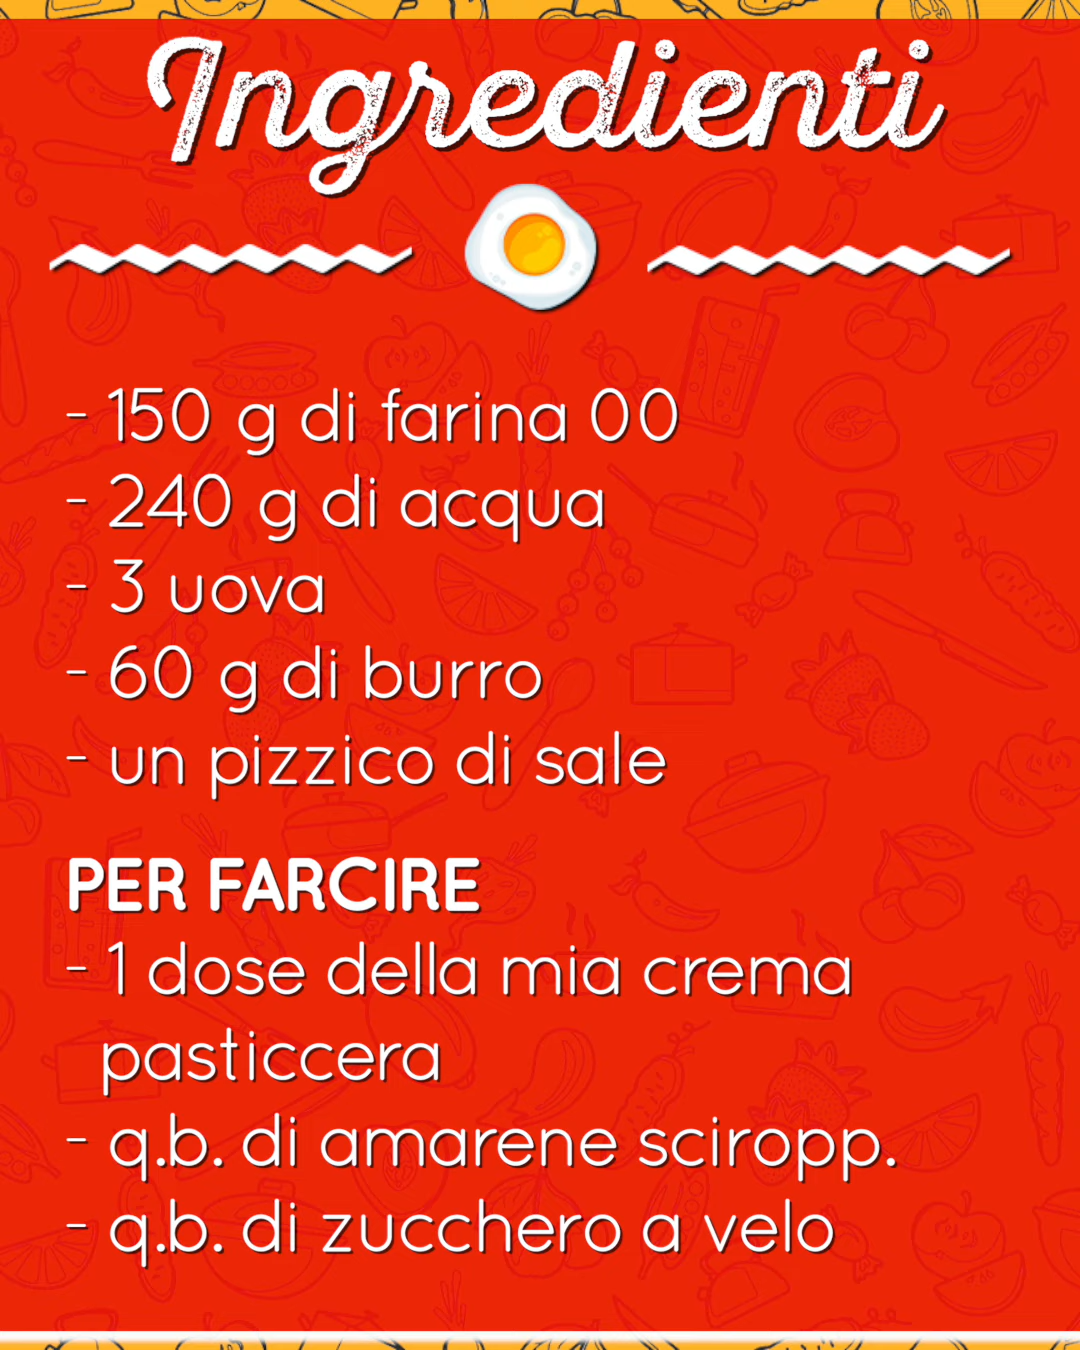 Ingredienti
- 150 g di farina 00
- 240 g di acqua
- 3 uova
- 60 g di burro
- un pizzico di sale
PER FARCIRE
- 1 dose della mia crema
pasticcera
- q.b. di amarene sciropp.
- q.b. di zucchero a velo